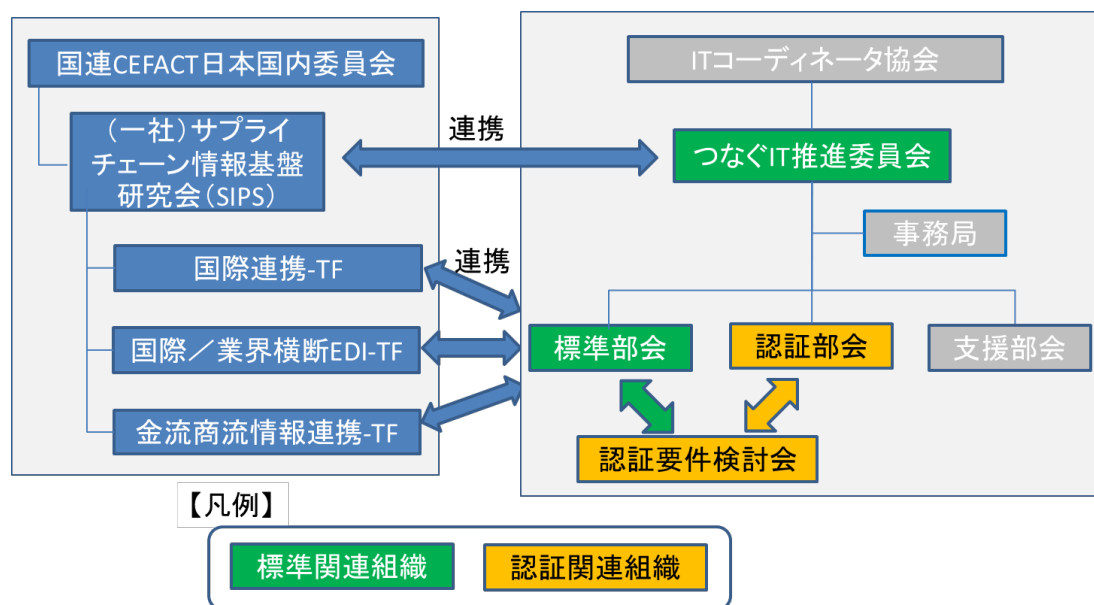 国連CEFACT日本国内委員会
(一社)サプライ
チェーン情報基盤
研究会(SIPS)
国際連携-TF
国際/業界横断EDI-TF
金流商流情報連携-TF
連携
連携
ITコーディネータ協会
つなぐIT推進委員会
事務局
標準部会
認証部会
支援部会
認証要件検討会
【凡例】
標準関連組織
認証関連組織